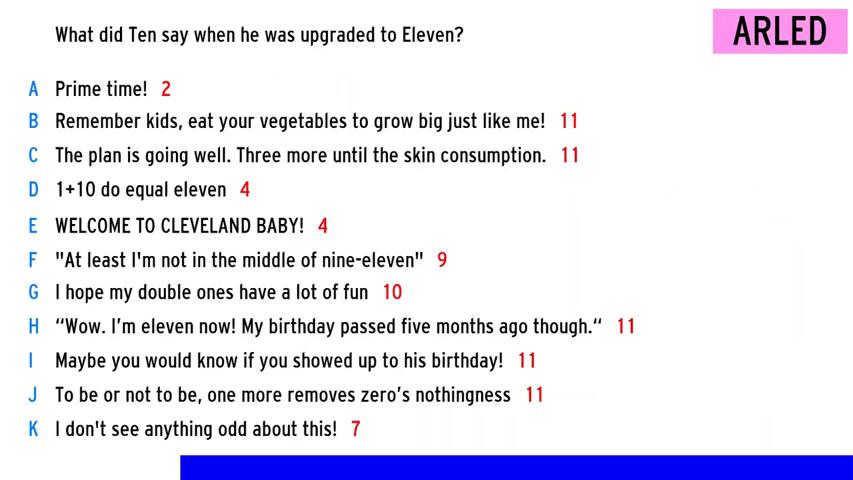 What did Ten say when he was upgraded to Eleven?
ARLED
A Prime time! 2
B Remember kids, eat your vegetables to grow big just like me! 11
C The plan is going well. Three more until the skin consumption. 11
D 1+10 do equal eleven 4
E WELCOME TO CLEVELAND BABY! 4
F "At least I'm not in the middle of nine-eleven" 9
G I hope my double ones have a lot of fun 10
H “Wow. I’m eleven now! My birthday passed five months ago though.“ 11
I Maybe you would know if you showed up to his birthday! 11
J To be or not to be, one more removes zero’s nothingness 11
K I don't see anything odd about this! 7